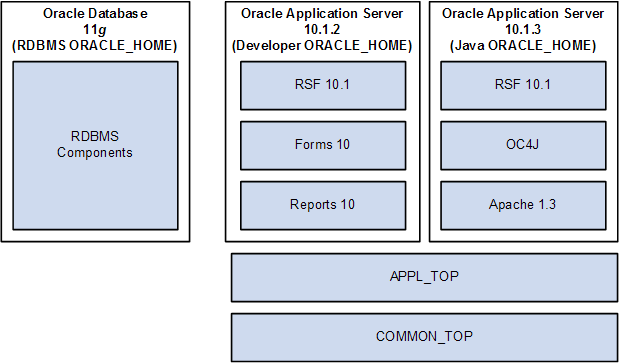 Oracle Database
11g
(RDBMS ORACLE_HOME)
RDBMS
Components
Oracle Application Server
10.1.2
(Developer ORACLE_HOME)
RSF 10.1
Forms 10
Reports 10
Oracle Application Server
10.1.3
(Java ORACLE_HOME)
RSF 10.1
OC4J
Apache 1.3
APPL_TOP
COMMON_TOP